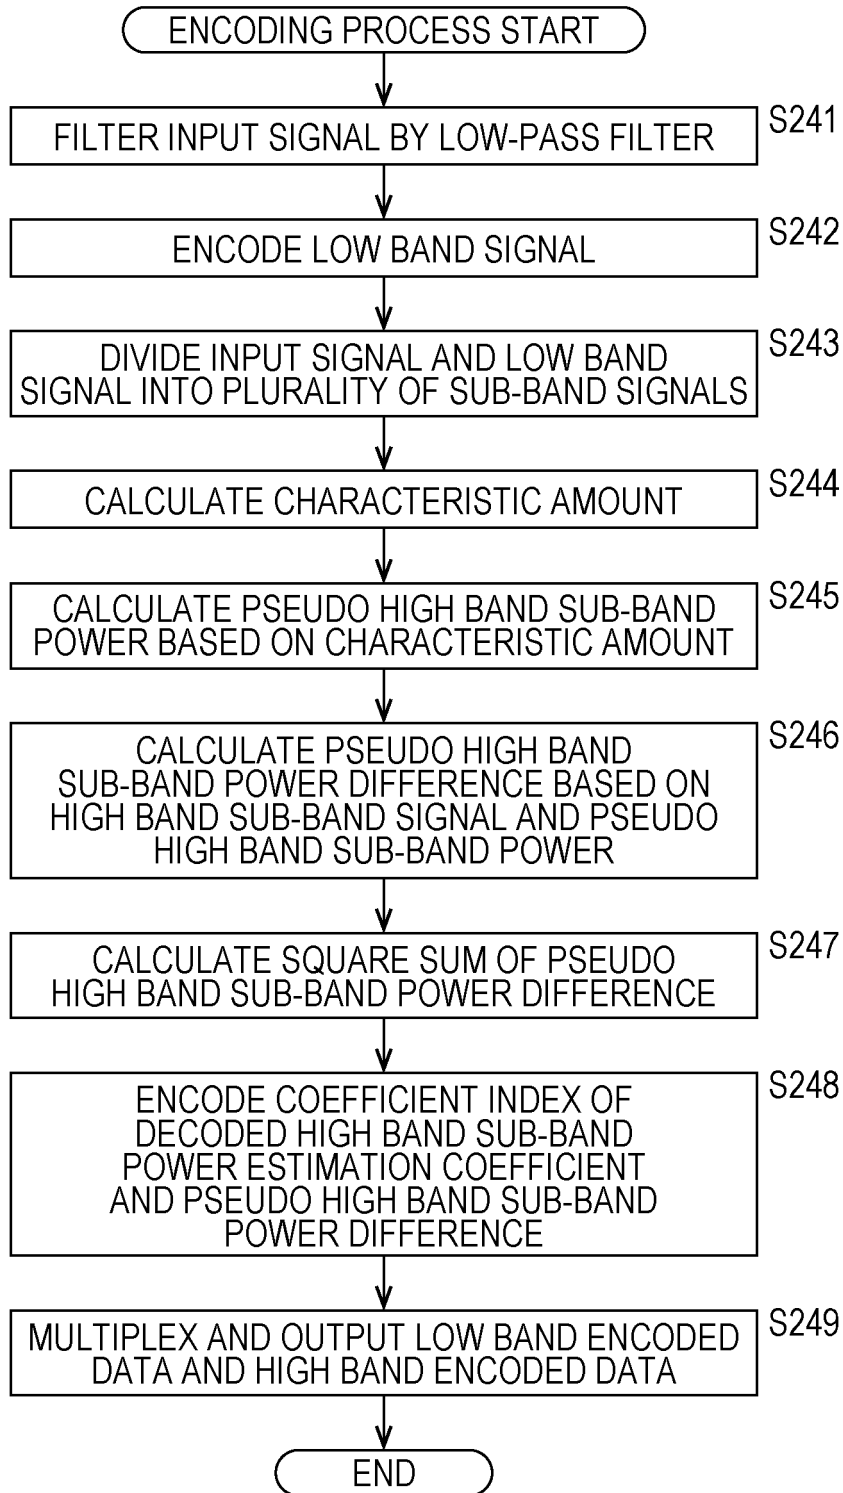 ENCODING PROCESS START
S241
FILTER INPUT SIGNAL BY LOW-PASS FILTER
S242
ENCODE LOW BAND SIGNAL
S243
DIVIDE INPUT SIGNAL AND LOW BAND
SIGNAL INTO PLURALITY OF SUB-BAND SIGNALS
S244
CALCULATE CHARACTERISTIC AMOUNT
S245
CALCULATE PSEUDO HIGH BAND SUB-BAND
POWER BASED ON CHARACTERISTIC AMOUNT
S246
CALCULATE PSEUDO HIGH BAND
SUB-BAND POWER DIFFERENCE BASED ON
HIGH BAND SUB-BAND SIGNAL AND PSEUDO
HIGH BAND SUB-BAND POWER
S247
CALCULATE SQUARE SUM OF PSEUDO
HIGH BAND SUB-BAND POWER DIFFERENCE
S248
ENCODE COEFFICIENT INDEX OF
DECODED HIGH BAND SUB-BAND
POWER ESTIMATION COEFFICIENT
AND PSEUDO HIGH BAND SUB-BAND
POWER DIFFERENCE
S249
MULTIPLEX AND OUTPUT LOW BAND ENCODED
DATA AND HIGH BAND ENCODED DATA
END